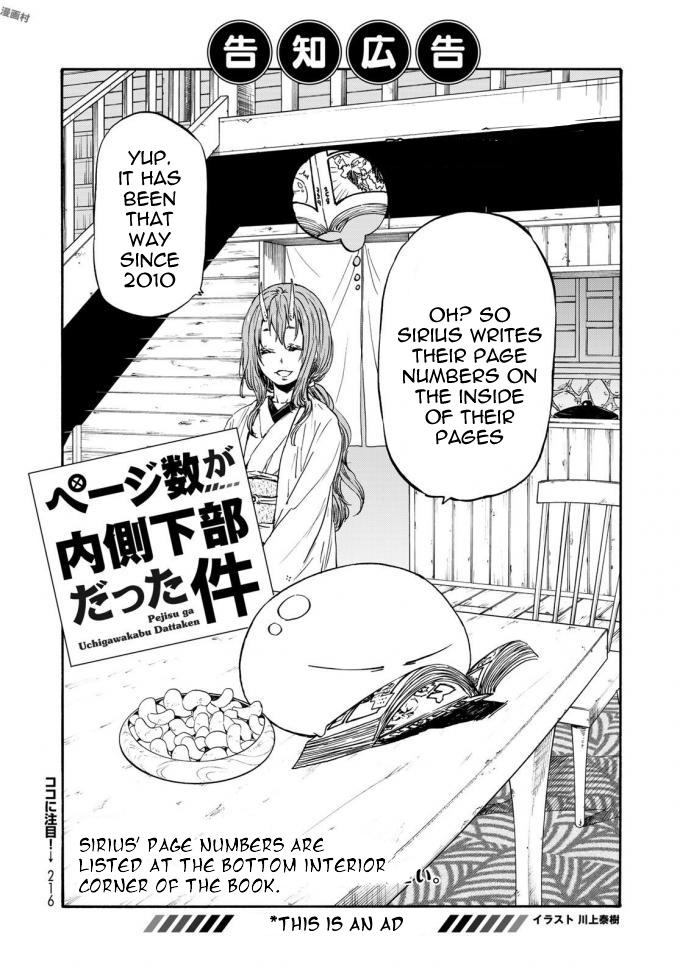 漫画村
告知広告
YUP,
IT HAS
BEEN
THAT
WAY
SINCE
2010
OH? SO
SIRIUS WRITES
THEIR PAGE
NUMBERS ON
THE INSIDE
OF THEIR
PAGES
ページ数が
内側下部
だった件
Pejisu ga
Uchigawakabu Dattaken
ココに注目!→ 216
SIRIUS' PAGE NUMBERS ARE
LISTED AT THE BOTTOM INTERIOR
CORNER OF THE BOOK.
い。
*THIS IS AN AD
イラスト 川上泰樹